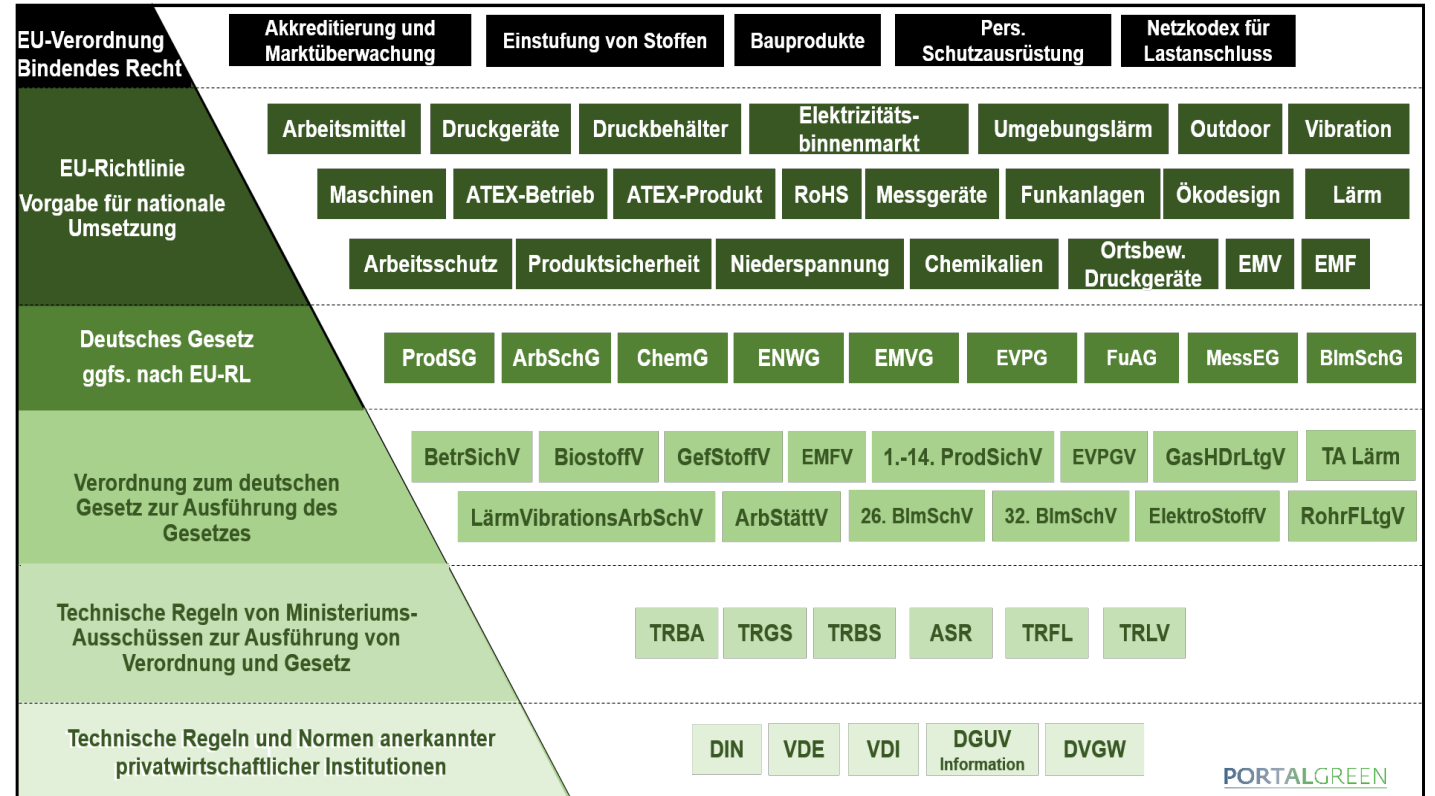 EU-Verordnung
Bindendes Recht
Akkreditierung und
Marktüberwachung
Einstufung von Stoffen
Bauprodukte
Pers.
Schutzausrüstung
Netzkodex für
Lastanschluss
EU-Richtlinie
Vorgabe für nationale
Umsetzung
Arbeitsmittel
Druckgeräte
Druckbehälter
Elektrizitäts-
binnenmarkt
Umgebungslärm
Outdoor
Vibration
Maschinen
ATEX-Betrieb
ATEX-Produkt
RoHS
Messgeräte
Funkanlagen
Ökodesign
Lärm
Arbeitsschutz
Produktsicherheit
Niederspannung
Chemikalien
Ortsbew.
Druckgeräte
EMV
EMF
Deutsches Gesetz
ggfs. nach EU-RL
ProdSG
ArbSchG
ChemG
ENWG
EMVG
EVPG
FuAG
MessEG
BImSchG
Verordnung zum deutschen
Gesetz zur Ausführung des
Gesetzes
BetrSichV
BiostoffV
GefStoffV
EMFV
1.-14. ProdSichV
EVPGV
GasHDrLtgV
TA Lärm
LärmVibrationsArbSchV
ArbStättV
26. BImSchV
32. BImSchV
ElektroStoffV
RohrFLtgV
Technische Regeln von Ministeriums-
Ausschüssen zur Ausführung von
Verordnung und Gesetz
TRBA
TRGS
TRBS
ASR
TRFL
TRLV
Technische Regeln und Normen anerkannter
privatwirtschaftlicher Institutionen
DIN
VDE
VDI
DGUV
Information
DVGW
PORTALGREEN